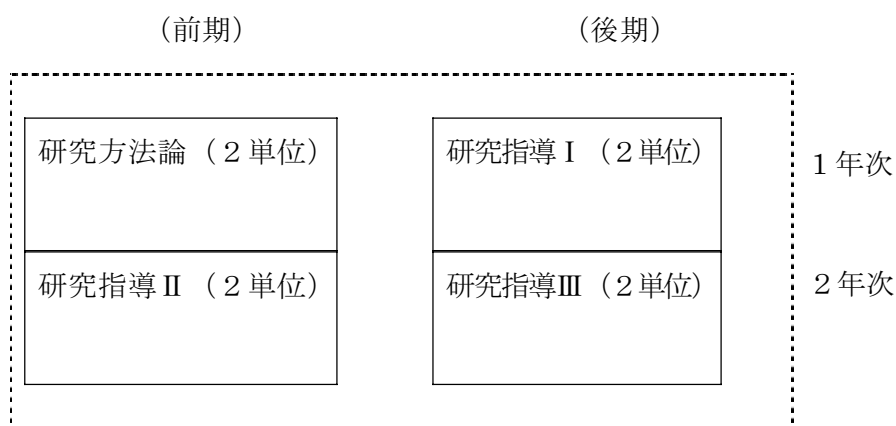 （前期） （後期）
研究方法論（２単位） 研究指導Ⅰ（２単位） １年次
研究指導Ⅱ（２単位） 研究指導Ⅲ（２単位） ２年次